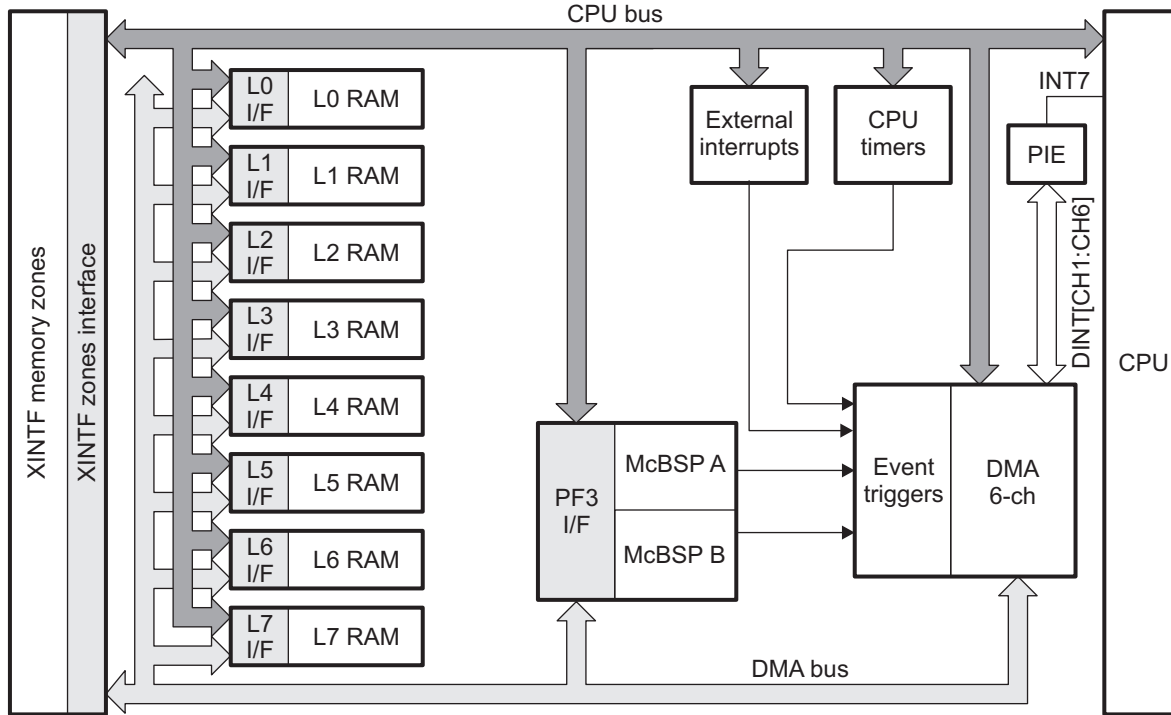 CPU bus
XINTF memory zones
XINTF zones interface
L0
I/F
L0 RAM
L1
I/F
L1 RAM
L2
I/F
L2 RAM
L3
I/F
L3 RAM
L4
I/F
L4 RAM
L5
I/F
L5 RAM
L6
I/F
L6 RAM
L7
I/F
L7 RAM
External
interrupts
CPU
timers
INT7
PIE
DINT[CH1:CH6]
CPU
PF3
I/F
McBSP A
McBSP B
Event
triggers
DMA
6-ch
DMA bus